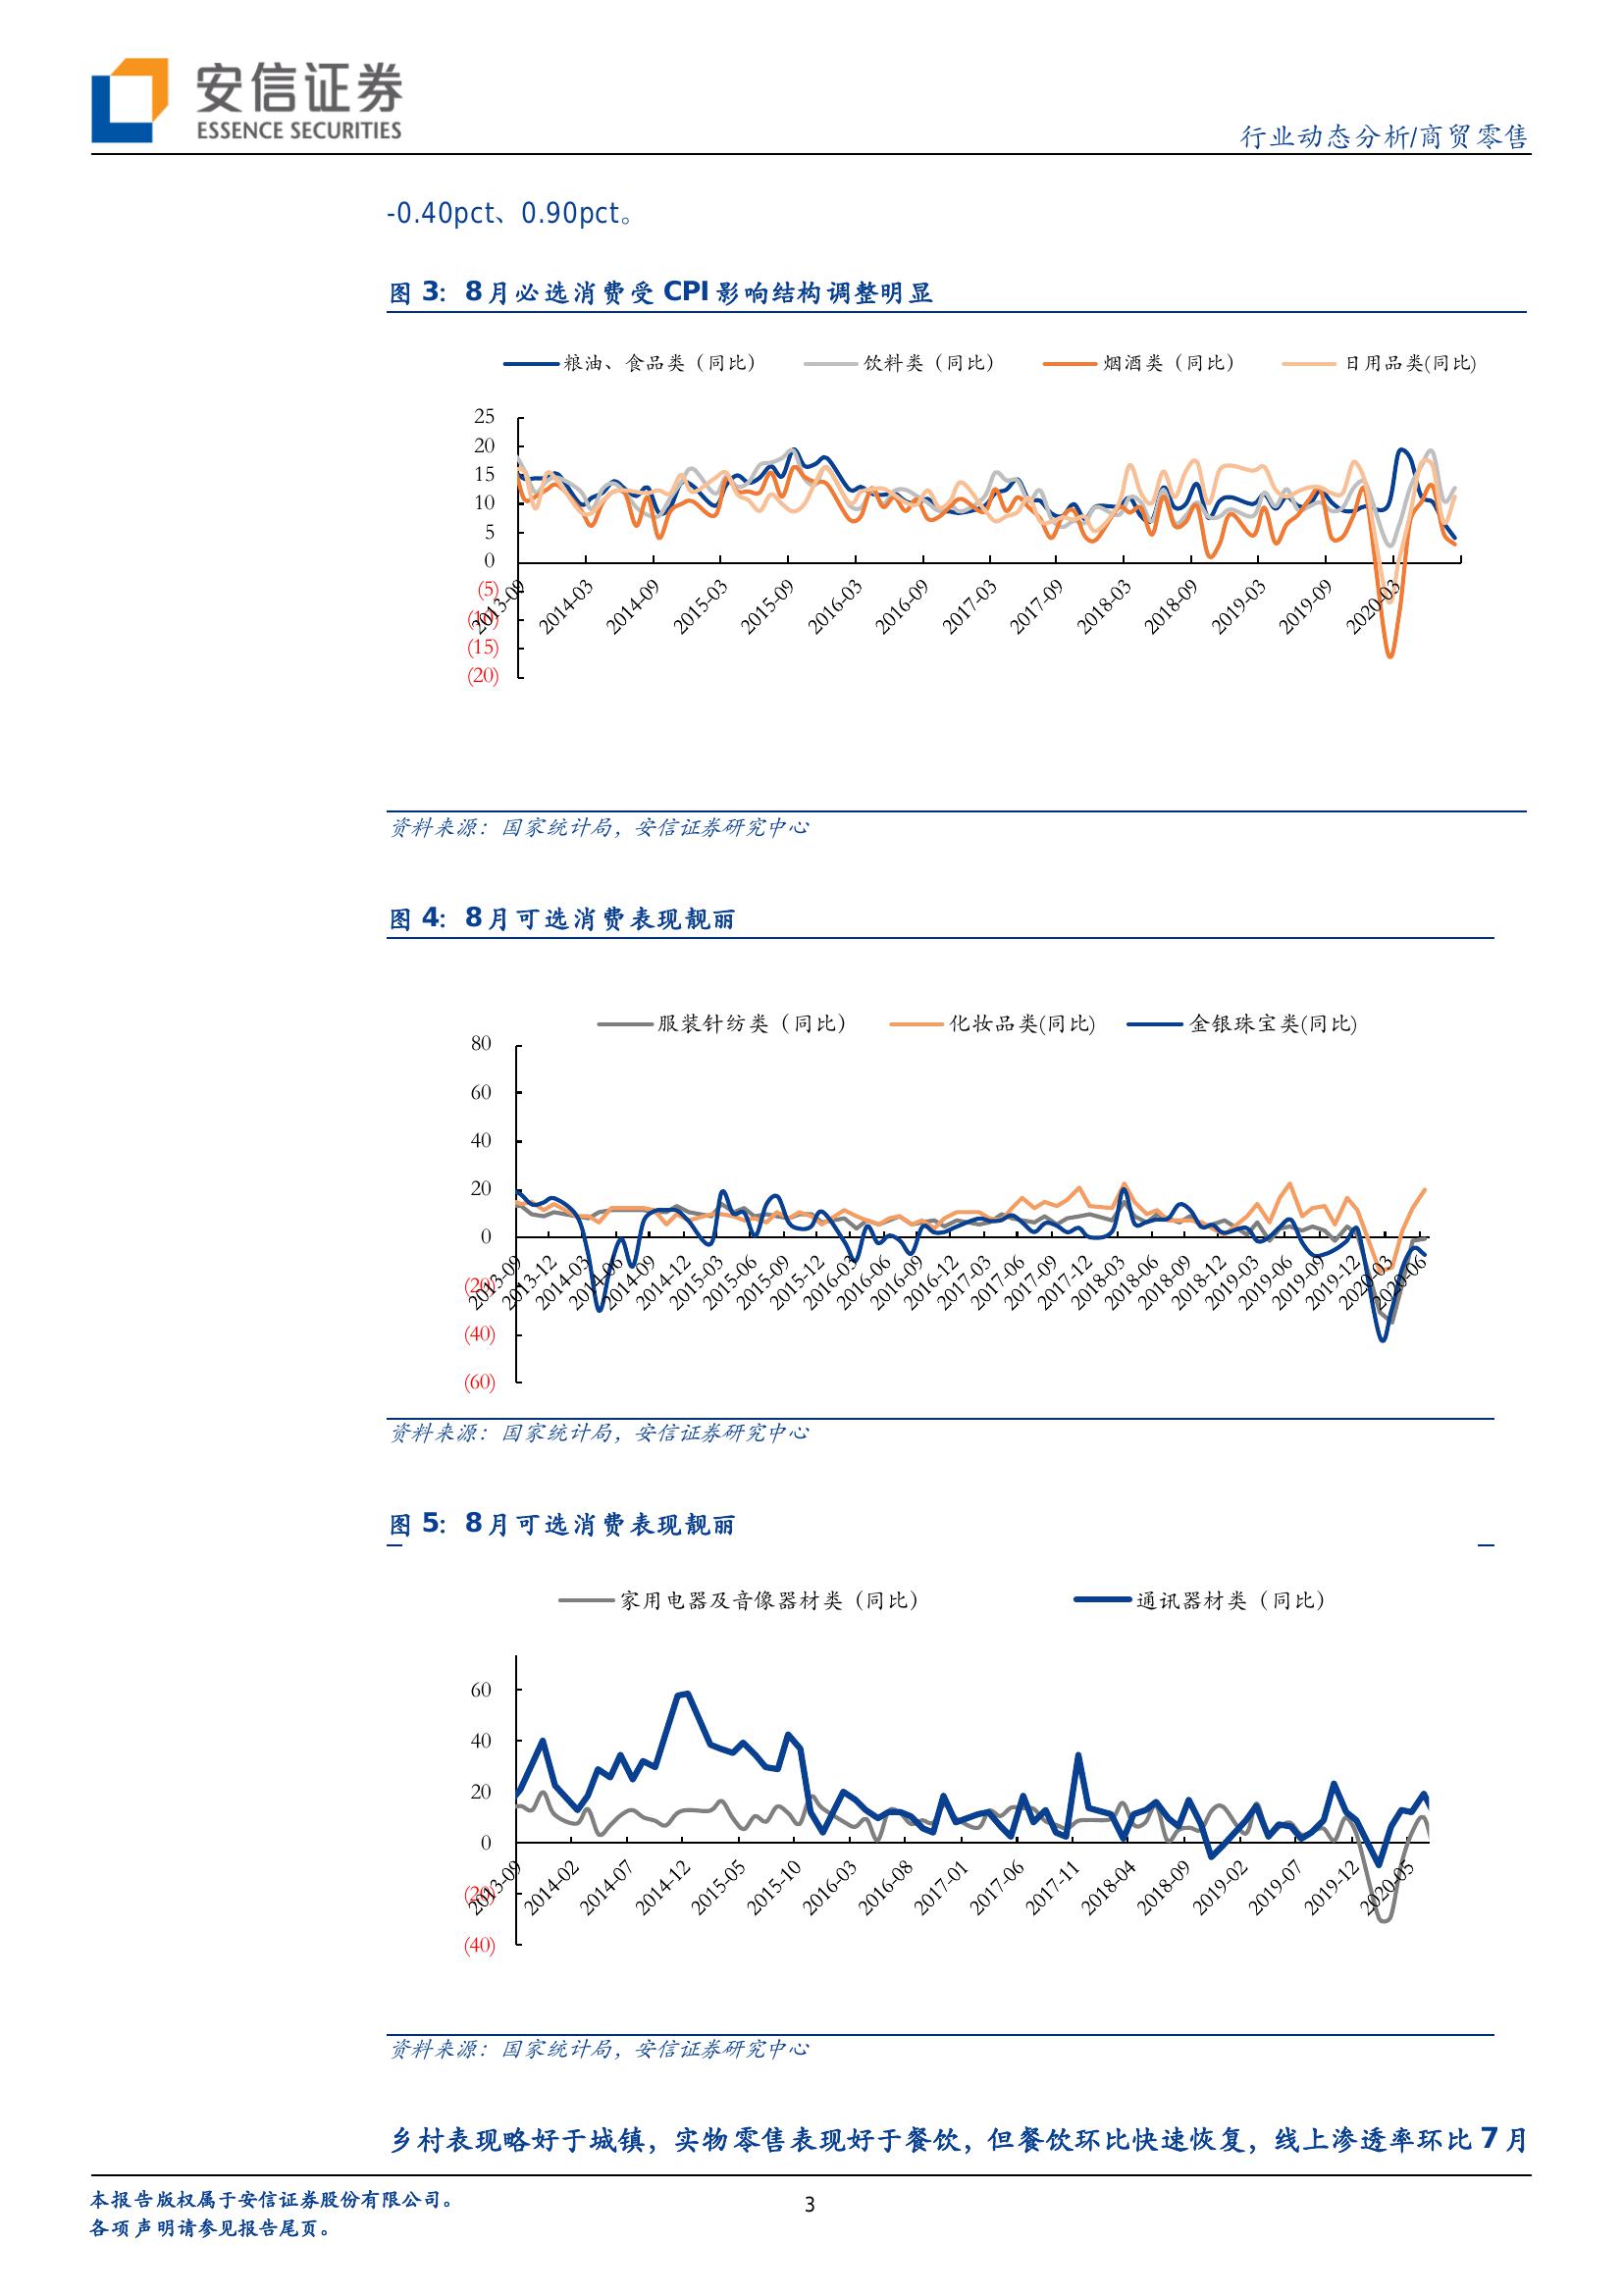 安信证券
ESSENCE SECURITIES
行业动态分析/商贸零售
-0.40pct、0.90pct。
图 3：8月必选消费受 CPI 影响结构调整明显
粮油、食品类（同比） 饮料类（同比） 烟酒类（同比） 日用品类(同比)
25
20
15
10
5
0
(5)
(10)
(15)
(20)
2013-09 2014-03 2014-09 2015-03 2015-09 2016-03 2016-09 2017-03 2017-09 2018-03 2018-09 2019-03 2019-09 2020-03
资料来源：国家统计局，安信证券研究中心
图 4：8月可选消费表现靓丽
服装针纺类（同比） 化妆品类(同比) 金银珠宝类(同比)
80
60
40
20
0
(20)
(40)
(60)
2013-09 2013-12 2014-03 2014-06 2014-09 2014-12 2015-03 2015-06 2015-09 2015-12 2016-03 2016-06 2016-09 2016-12 2017-03 2017-06 2017-09 2017-12 2018-03 2018-06 2018-09 2018-12 2019-03 2019-06 2019-09 2019-12 2020-03 2020-06
资料来源：国家统计局，安信证券研究中心
图 5：8月可选消费表现靓丽
家用电器及音像器材类（同比） 通讯器材类（同比）
60
40
20
0
(20)
(40)
2013-09 2014-02 2014-07 2014-12 2015-05 2015-10 2016-03 2016-08 2017-01 2017-06 2017-11 2018-04 2018-09 2019-02 2019-07 2019-12 2020-05
资料来源：国家统计局，安信证券研究中心
乡村表现略好于城镇，实物零售表现好于餐饮，但餐饮环比快速恢复，线上渗透率环比 7 月
本报告版权属于安信证券股份有限公司。
各项声明请参见报告尾页。
3